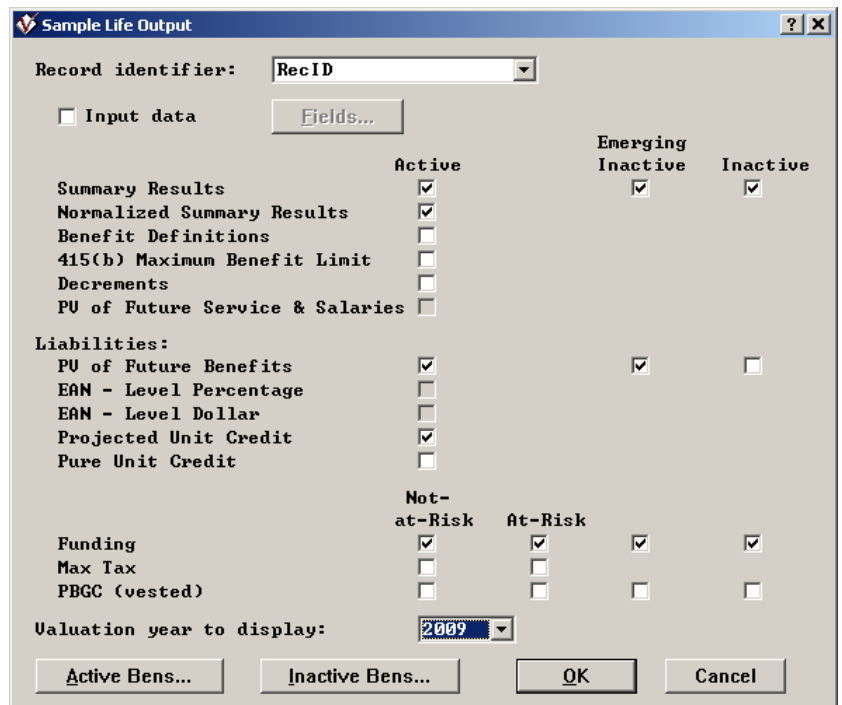 Sample Life Output
Record identifier: RecID
Input data Fields...
Emerging
Active Inactive Inactive
Summary Results
Normalized Summary Results
Benefit Definitions
415(b) Maximum Benefit Limit
Decrements
PV of Future Service & Salaries
Liabilities:
PV of Future Benefits
EAN - Level Percentage
EAN - Level Dollar
Projected Unit Credit
Pure Unit Credit
Not-
at-Risk At-Risk
Funding
Max Tax
PBGC (vested)
Valuation year to display: 2009
Active Bens... Inactive Bens... OK Cancel